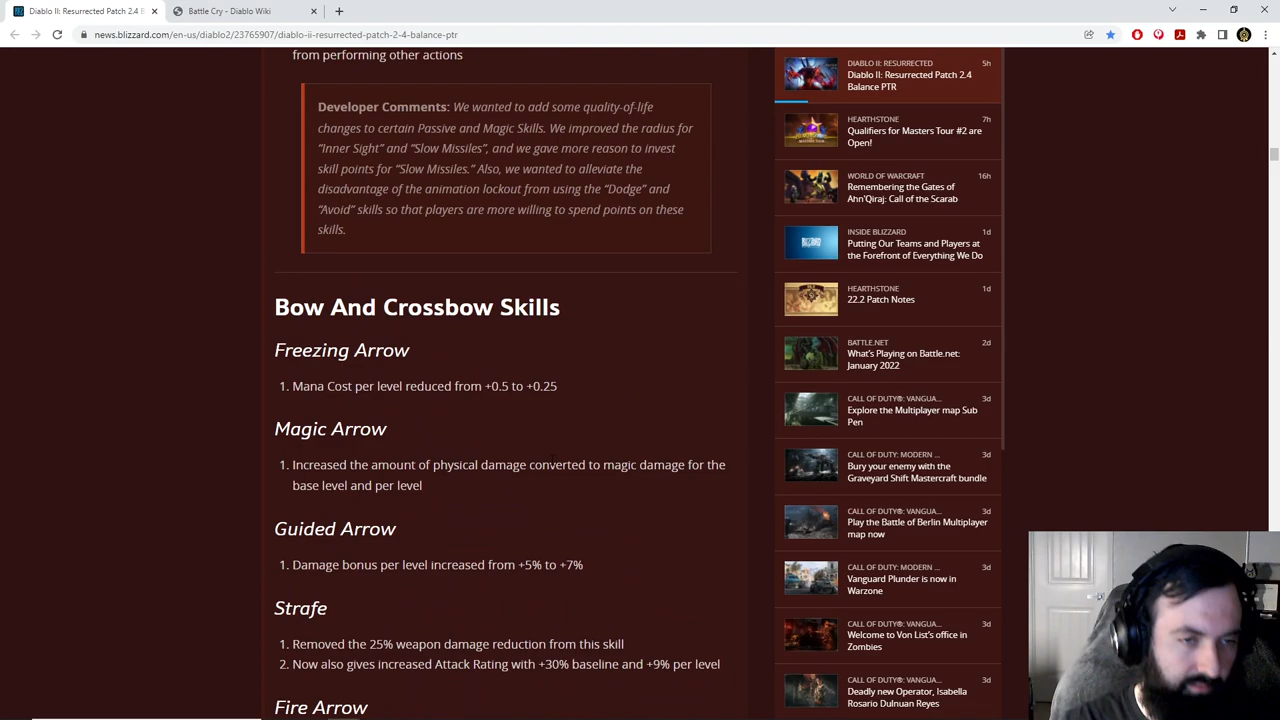 Diablo II: Resurrected Patch 2.4 B
Battle Cry - Diablo Wiki
news.blizzard.com/en-us/diablo2/23765907/diablo-ii-resurrected-patch-2-4-balance-ptr
from performing other actions
Developer Comments: We wanted to add some quality-of-life
changes to certain Passive and Magic Skills. We improved the radius for
“Inner Sight” and “Slow Missiles”, and we gave more reason to invest
skill points for “Slow Missiles.” Also, we wanted to alleviate the
disadvantage of the animation lockout from using the “Dodge” and
“Avoid” skills so that players are more willing to spend points on these
skills.
Bow And Crossbow Skills
Freezing Arrow
1. Mana Cost per level reduced from +0.5 to +0.25
Magic Arrow
1. Increased the amount of physical damage converted to magic damage for the
base level and per level
Guided Arrow
1. Damage bonus per level increased from +5% to +7%
Strafe
1. Removed the 25% weapon damage reduction from this skill
2. Now also gives increased Attack Rating with +30% baseline and +9% per level
Fire Arrow
DIABLO II: RESURRECTED 5h
Diablo II: Resurrected Patch 2.4
Balance PTR
HEARTHSTONE 7h
Qualifiers for Masters Tour #2 are
Open!
WORLD OF WARCRAFT 16h
Remembering the Gates of
Ahn'Qiraj: Call of the Scarab
INSIDE BLIZZARD 1d
Putting Our Teams and Players at
the Forefront of Everything We Do
HEARTHSTONE 1d
22.2 Patch Notes
BATTLE.NET 2d
What's Playing on Battle.net:
January 2022
CALL OF DUTY®: VANGUA... 3d
Explore the Multiplayer map Sub
Pen
CALL OF DUTY: MODERN ... 3d
Bury your enemy with the
Graveyard Shift Mastercraft bundle
CALL OF DUTY®: VANGUA... 3d
Play the Battle of Berlin Multiplayer
map now
CALL OF DUTY: MODERN ... 3d
Vanguard Plunder is now in
Warzone
CALL OF DUTY®: VANGUA... 3d
Welcome to Von List's office in
Zombies
CALL OF DUTY®: VANGUA... 3d
Deadly new Operator, Isabella
Rosario Dulnuan Reyes